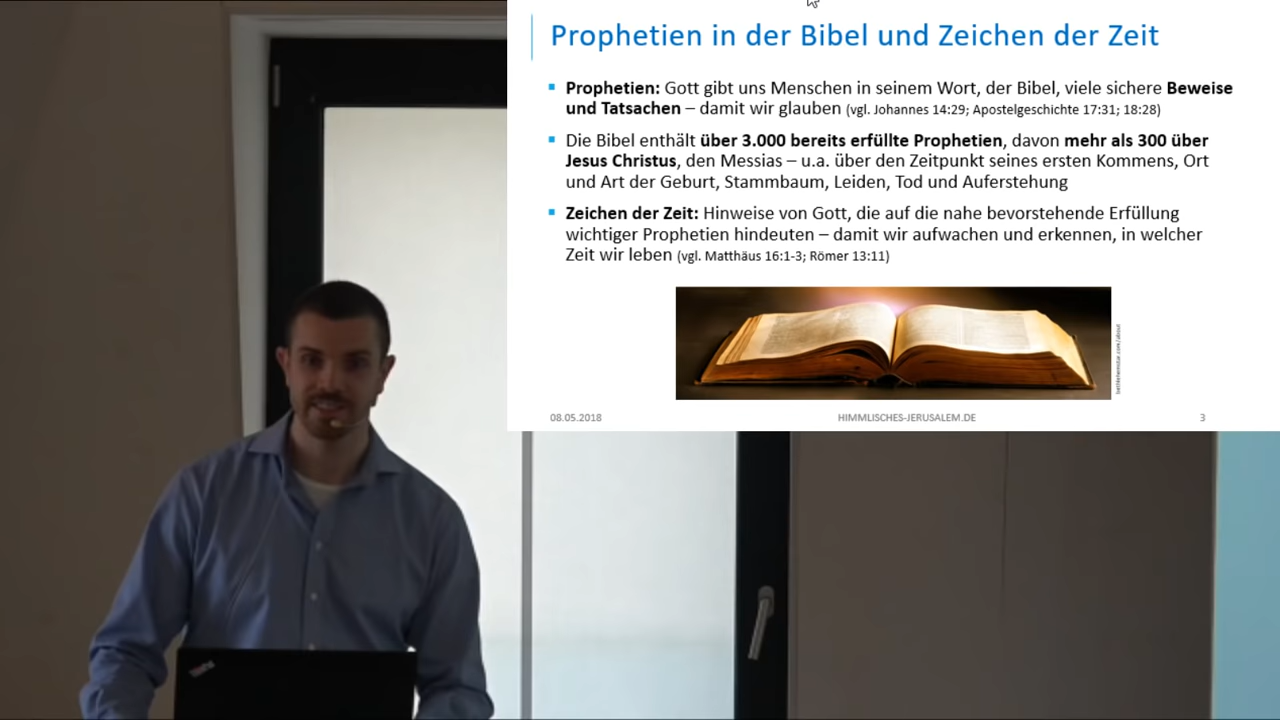 Prophetien in der Bibel und Zeichen der Zeit
Prophetien: Gott gibt uns Menschen in seinem Wort, der Bibel, viele sichere Beweise
und Tatsachen – damit wir glauben (vgl. Johannes 14:29; Apostelgeschichte 17:31; 18:28)
Die Bibel enthält über 3.000 bereits erfüllte Prophetien, davon mehr als 300 über
Jesus Christus, den Messias – u.a. über den Zeitpunkt seines ersten Kommens, Ort
und Art der Geburt, Stammbaum, Leiden, Tod und Auferstehung
Zeichen der Zeit: Hinweise von Gott, die auf die nahe bevorstehende Erfüllung
wichtiger Prophetien hindeuten – damit wir aufwachen und erkennen, in welcher
Zeit wir leben (vgl. Matthäus 16:1-3; Römer 13:11)
08.05.2018
HIMMLISCHES-JERUSALEM.DE
3